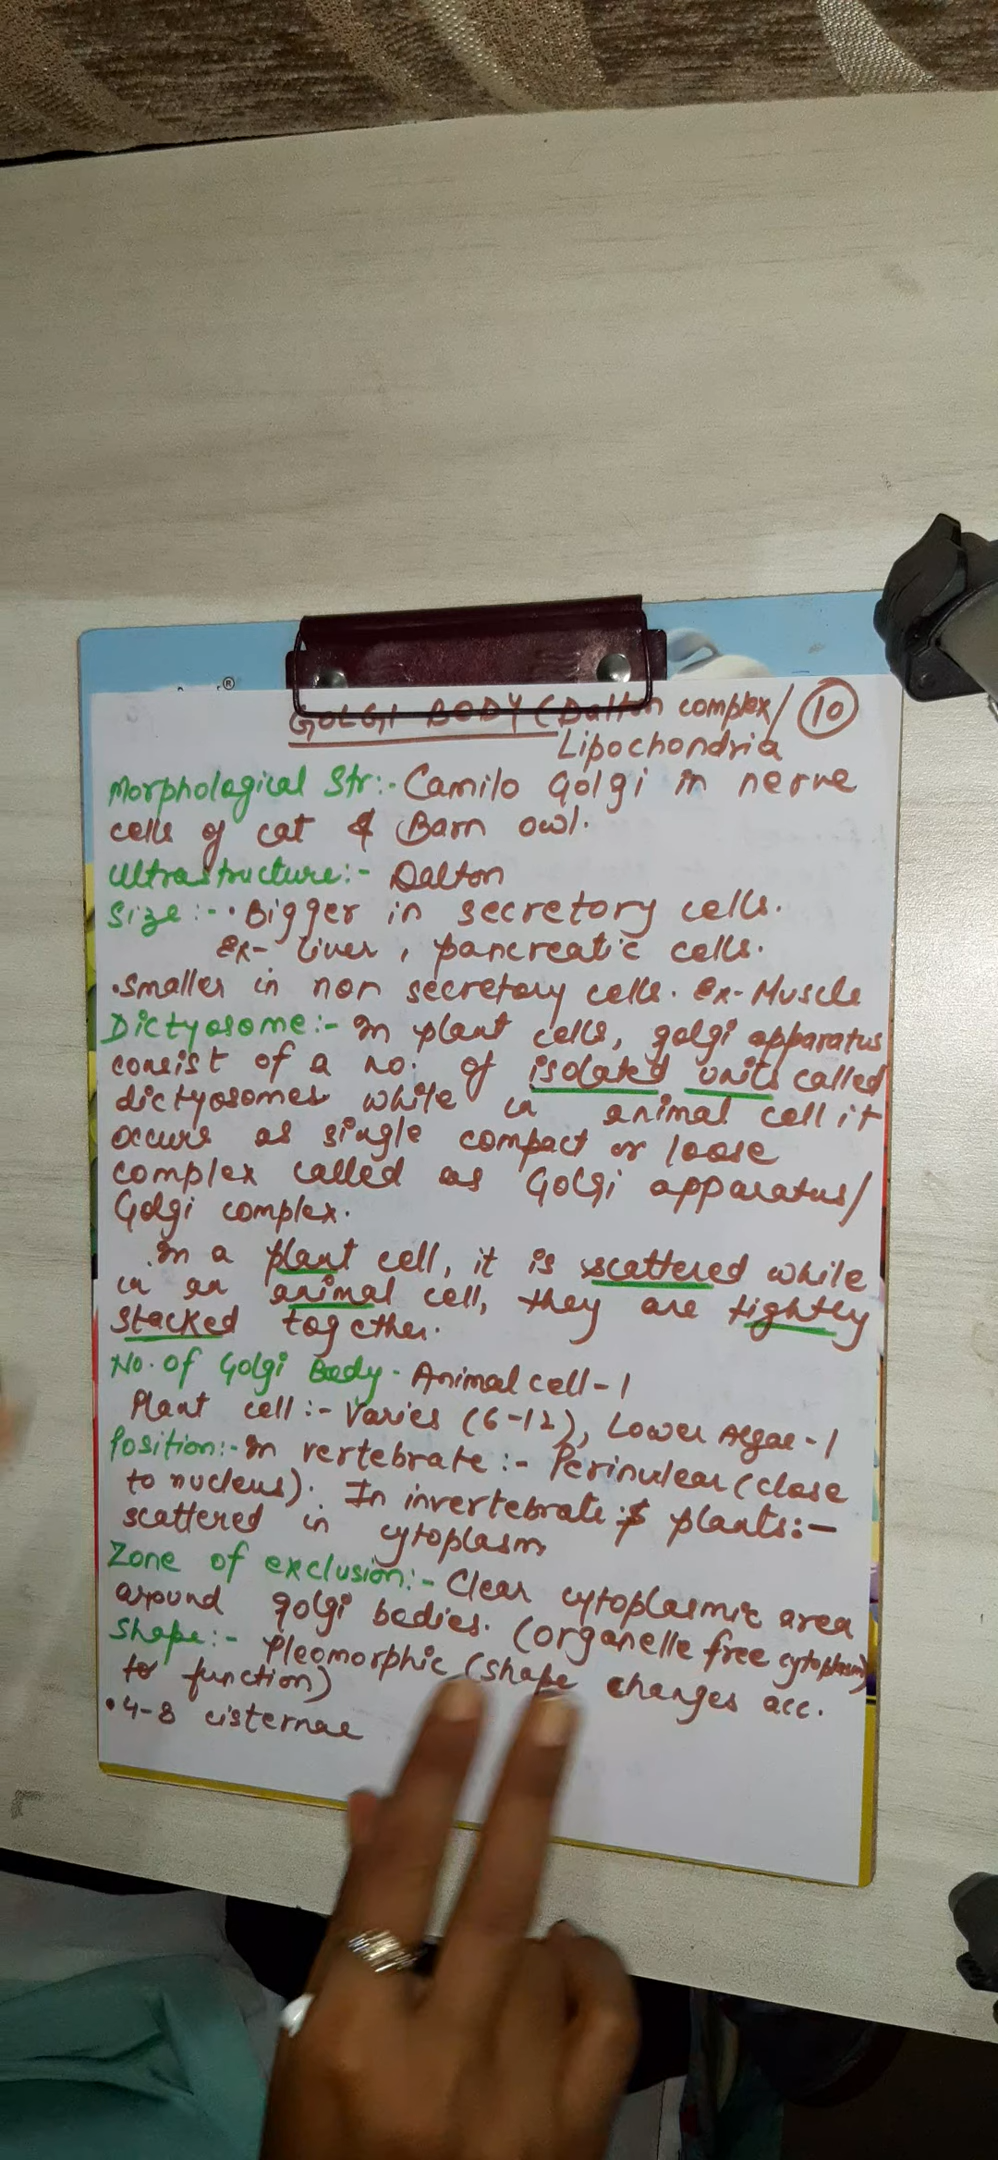 ®
GOLGI BODY (Dalton complex/ 10
Lipochondria
Morphological Str:- Camilo Golgi in nerve
cells of cat & Barn owl.
Ultrastructure:- Dalton
Size:- • Bigger in secretory cells.
Ex- liver, pancreatic cells.
• Smaller in non secretory cells. Ex- Muscle
Dictyosome:- In plant cells, golgi apparatus
consist of a no. of isolated units called
dictyosomes while in animal cell it
occurs as single compact or loose
complex called as Golgi apparatus/
Golgi complex.
In a plant cell, it is scattered while
in an animal cell, they are tightly
stacked together.
No. of Golgi Body - Animal cell - 1
Plant cell:- Varies (6-12), Lower Algae - 1
Position:- In vertebrate:- Perinulear (close
to nucleus). In invertebrate & plants:-
scattered in cytoplasm.
Zone of exclusion:- Clear cytoplasmic area
around golgi bodies. (organelle free cytoplasm)
Shape:- Pleomorphic (shape changes acc.
to function)
• 4-8 cisternae